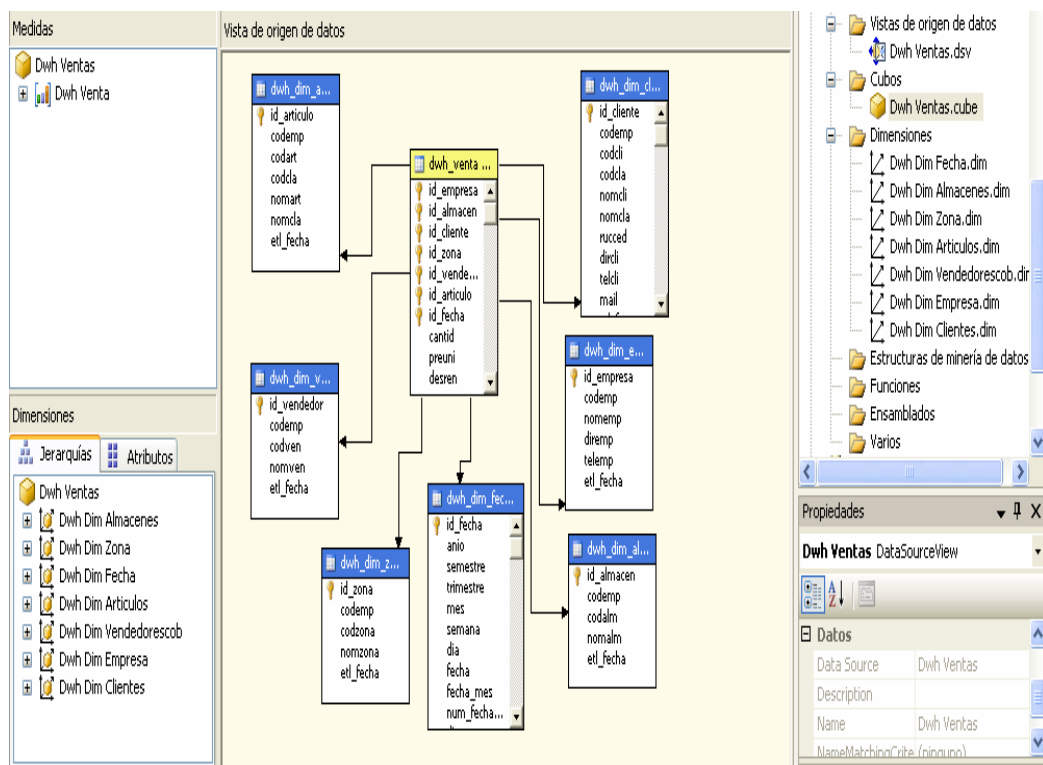 Medidas
Dwh Ventas
Dwh Venta
Dimensiones
Jerarquías
Atributos
Dwh Ventas
Dwh Dim Almacenes
Dwh Dim Zona
Dwh Dim Fecha
Dwh Dim Articulos
Dwh Dim Vendedorescob
Dwh Dim Empresa
Dwh Dim Clientes
Vista de origen de datos
dwh_dim_a...
id_articulo
codemp
codart
codcla
nomart
nomcla
etl_fecha
dwh_venta ...
id_empresa
id_almacen
id_cliente
id_zona
id_vende...
id_articulo
id_fecha
cantid
preuni
desren
dwh_dim_cl...
id_cliente
codemp
codcli
codcla
nomcli
nomcla
rucced
dircli
telcli
mail
dwh_dim_v...
id_vendedor
codemp
codven
nomven
etl_fecha
dwh_dim_e...
id_empresa
codemp
nomemp
diremp
telemp
etl_fecha
dwh_dim_z...
id_zona
codemp
codzona
nomzona
etl_fecha
dwh_dim_fec...
id_fecha
anio
semestre
trimestre
mes
semana
dia
fecha
fecha_mes
num_fecha...
dwh_dim_al...
id_almacen
codemp
codalm
nomalm
etl_fecha
Vistas de origen de datos
Dwh Ventas.dsv
Cubos
Dwh Ventas.cube
Dimensiones
Dwh Dim Fecha.dim
Dwh Dim Almacenes.dim
Dwh Dim Zona.dim
Dwh Dim Articulos.dim
Dwh Dim Vendedorescob.dir
Dwh Dim Empresa.dim
Dwh Dim Clientes.dim
Estructuras de minería de datos
Funciones
Ensamblados
Varios
Propiedades
Dwh Ventas DataSourceView
Datos
Data Source Dwh Ventas
Description
Name Dwh Ventas
NameMatchingCrite (ninguno)